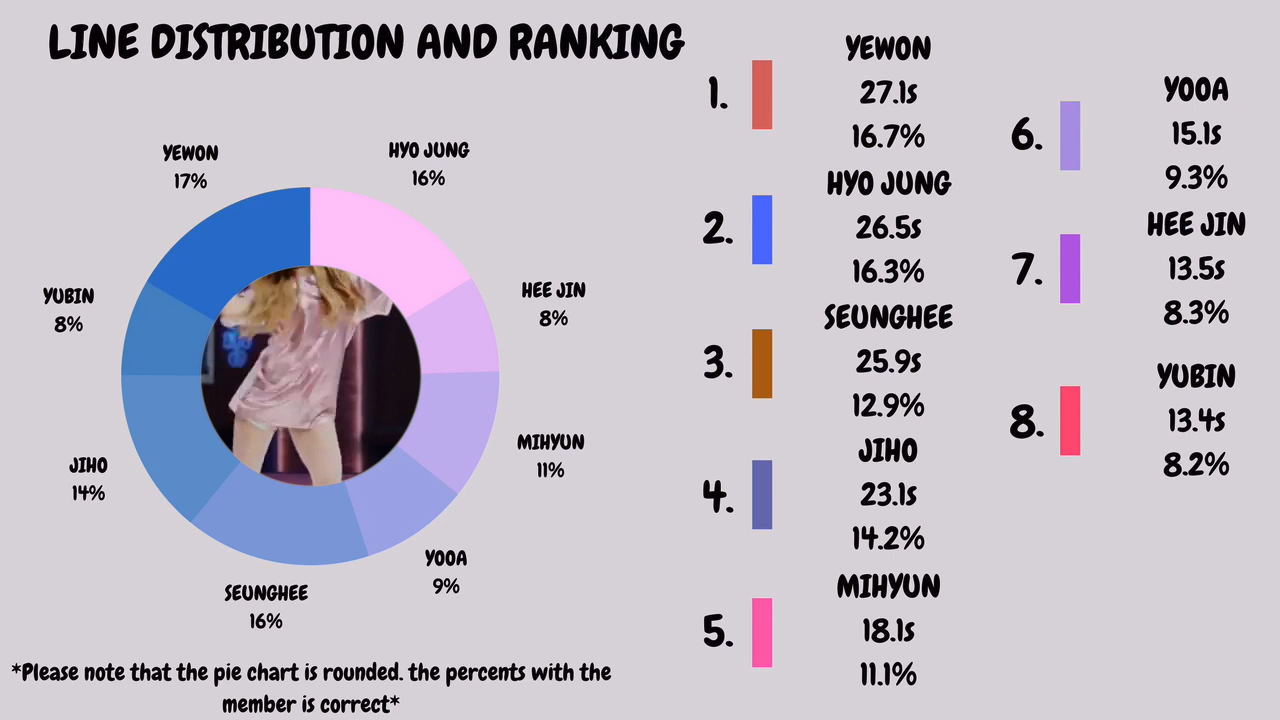 LINE DISTRIBUTION AND RANKING
YEWON
17%
HYO JUNG
16%
YUBIN
8%
HEE JIN
8%
JIHO
14%
MIHYUN
11%
YOOA
9%
SEUNGHEE
16%
*Please note that the pie chart is rounded. the percents with the
member is correct*
1.
YEWON
27.1s
16.7%
2.
HYO JUNG
26.5s
16.3%
3.
SEUNGHEE
25.9s
12.9%
4.
JIHO
23.1s
14.2%
5.
MIHYUN
18.1s
11.1%
6.
YOOA
15.1s
9.3%
7.
HEE JIN
13.5s
8.3%
8.
YUBIN
13.4s
8.2%